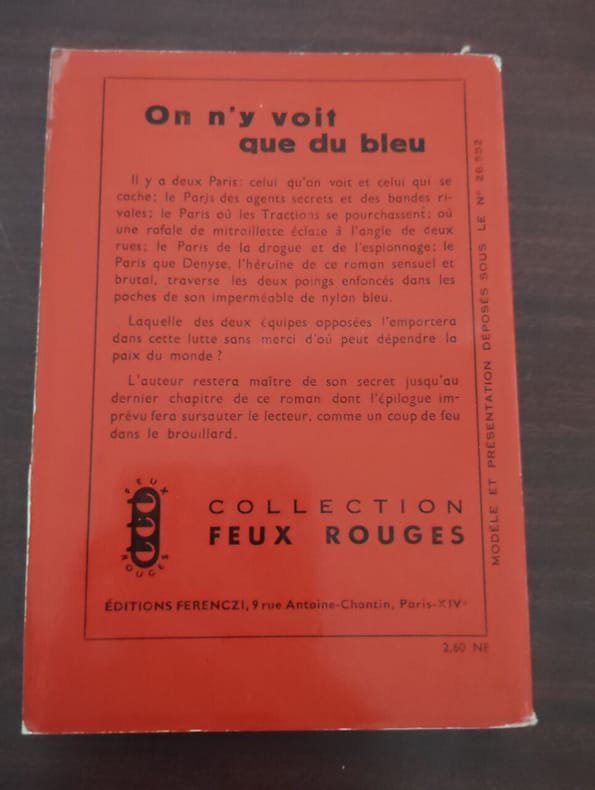 On n'y voit
que du bleu
Il y a deux Paris: celui qu'on voit et celui qui se
cache; le Paris des agents secrets et des bandes ri-
vales; le Paris où les Tractions se pourchassent; où
une rafale de mitraillette éclate à l'angle de deux
rues; le Paris de la drogue et de l'espionnage; le
Paris que Denyse, l'héroïne de ce roman sensuel et
brutal, traverse les deux poings enfoncés dans les
poches de son imperméable de nylon bleu.
Laquelle des deux équipes opposées l'emportera
dans cette lutte sans merci d'où peut dépendre la
paix du monde ?
L'auteur restera maître de son secret jusqu'au
dernier chapitre de ce roman dont l'épilogue im-
prévu fera sursauter le lecteur, comme un coup de feu
dans le brouillard.
FEUX
ROUGES
COLLECTION
FEUX ROUGES
ÉDITIONS FERENCZI, 9 rue Antoine-Chantin, Paris-XIVe
2,60 NF
MODÈLE ET PRÉSENTATION DÉPOSÉS SOUS LE N° 26.552